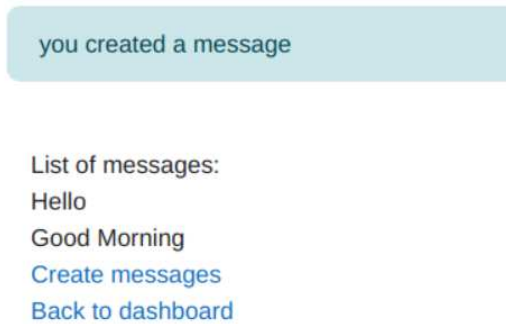 you created a message
List of messages:
Hello
Good Morning
Create messages
Back to dashboard